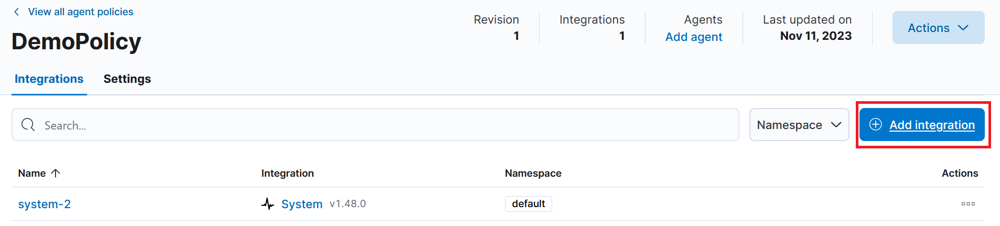 View all agent policies
DemoPolicy
Revision
1
Integrations
1
Agents
Add agent
Last updated on
Nov 11, 2023
Actions
Integrations Settings
Search...
Namespace
Add integration
Name Integration Namespace Actions
system-2 System v1.48.0 default